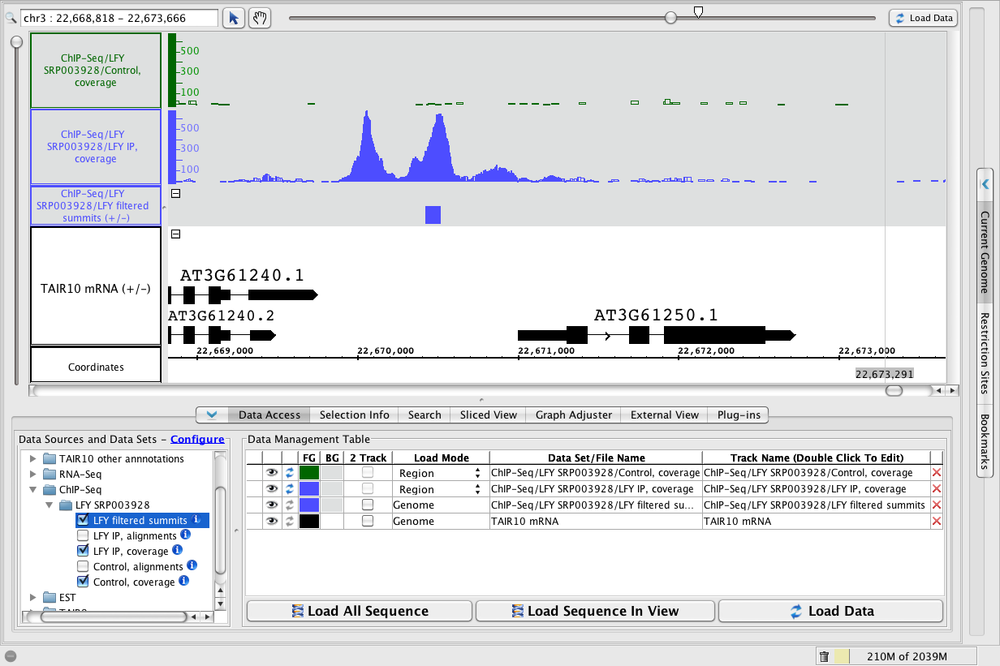 chr3 : 22,668,818 - 22,673,666
Load Data
ChIP-Seq/LFY
SRP003928/Control,
coverage
500
300
100
ChIP-Seq/LFY
SRP003928/LFY IP,
coverage
500
300
100
ChIP-Seq/LFY
SRP003928/LFY filtered
summits (+/-)
TAIR10 mRNA (+/-)
AT3G61240.1
AT3G61240.2
AT3G61250.1
Coordinates
22,669,000 22,670,000 22,671,000 22,672,000 22,673,000
22,673,291
Current Genome
Restriction Sites
Bookmarks
Data Access Selection Info Search Sliced View Graph Adjuster External View Plug-ins
Data Sources and Data Sets - Configure
TAIR10 other annnotations
RNA-Seq
ChIP-Seq
LFY SRP003928
LFY filtered summits i
LFY IP, alignments i
LFY IP, coverage i
Control, alignments i
Control, coverage i
EST
Data Management Table
FG BG 2 Track Load Mode Data Set/File Name Track Name (Double Click To Edit)
Region ChIP-Seq/LFY SRP003928/Control, coverage ChIP-Seq/LFY SRP003928/Control, coverage
Region ChIP-Seq/LFY SRP003928/LFY IP, coverage ChIP-Seq/LFY SRP003928/LFY IP, coverage
Genome ChIP-Seq/LFY SRP003928/LFY filtered su... ChIP-Seq/LFY SRP003928/LFY filtered summits
Genome TAIR10 mRNA TAIR10 mRNA
Load All Sequence Load Sequence In View Load Data
210M of 2039M